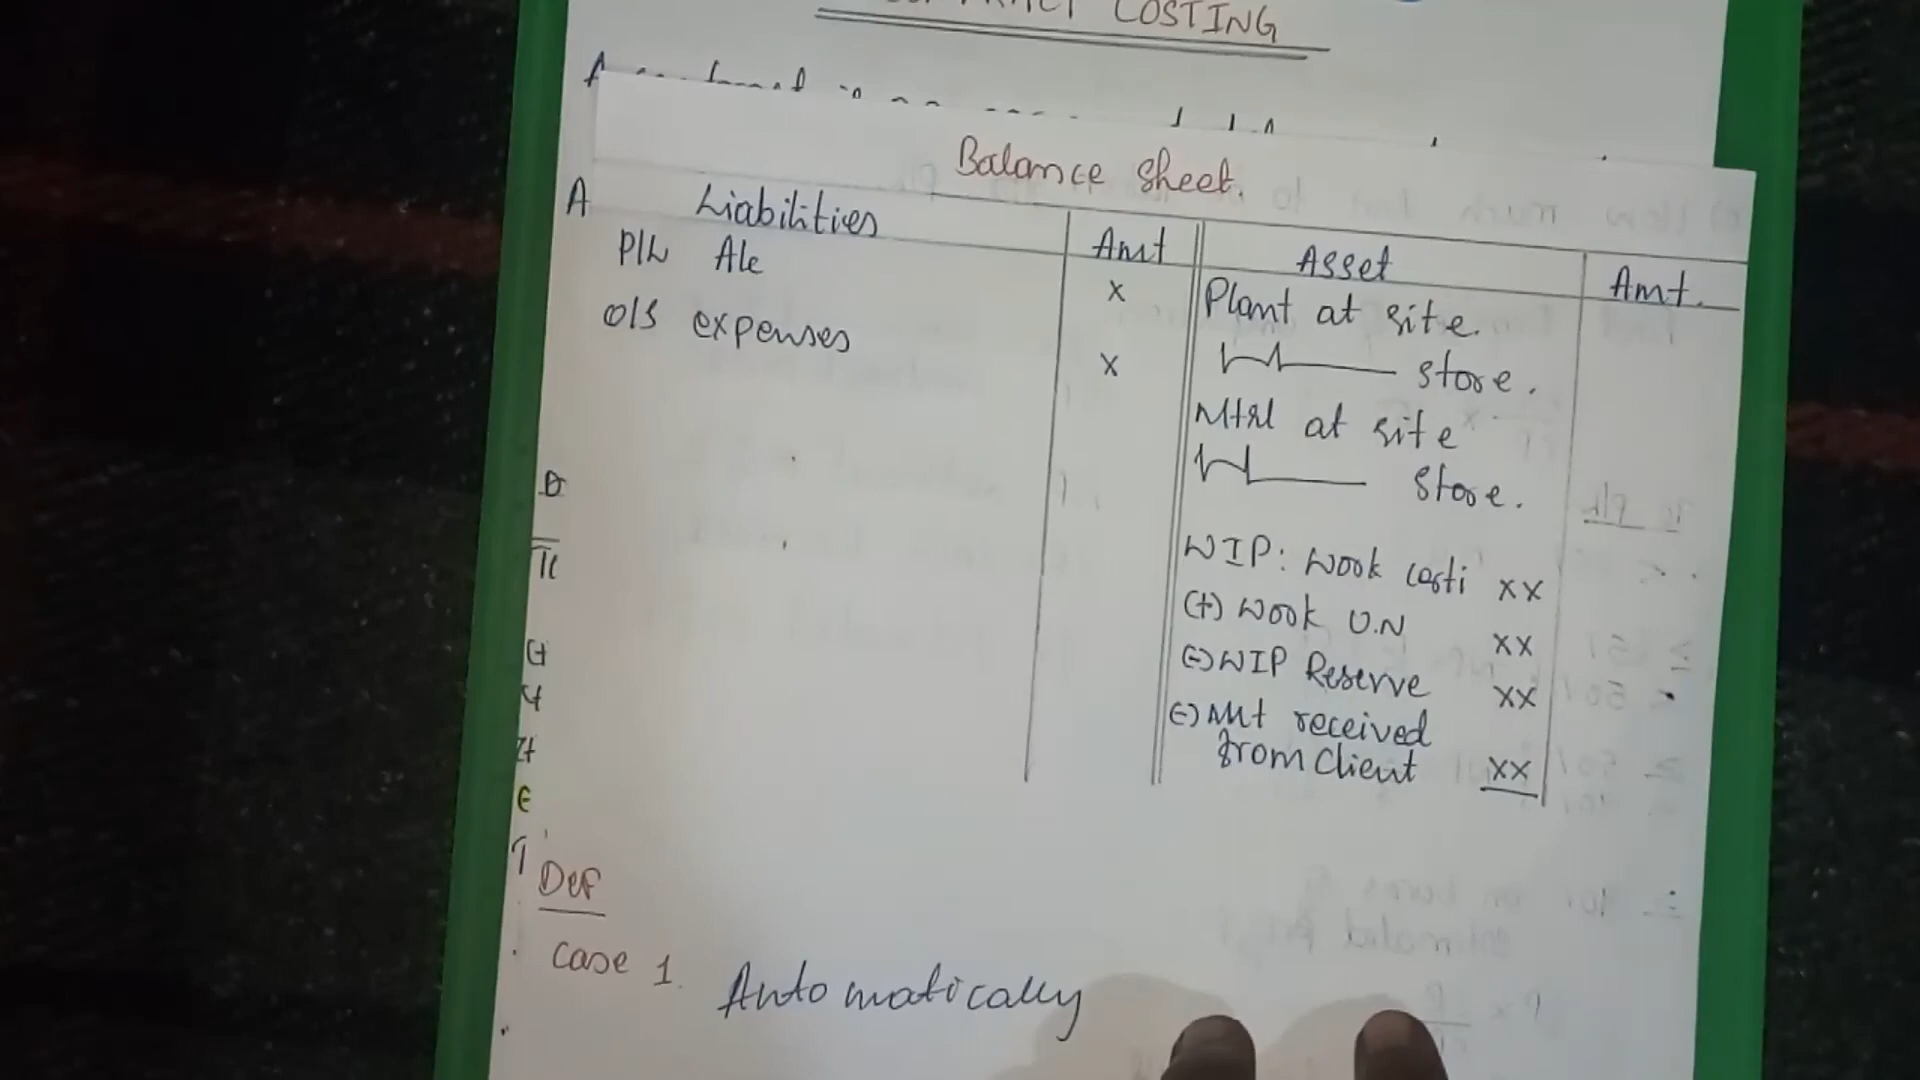 COSTING
Balance Sheet.
Liabilities Amt Asset Amt.
P/L A/c x Plant at site.
O/S expenses x store.
Mtrl at site
store.
WIP: Work certi xx
(+) Work U.N xx
(-) WIP Reserve xx
(-) Amt received
from Client xx
Def
Case 1. Automatically